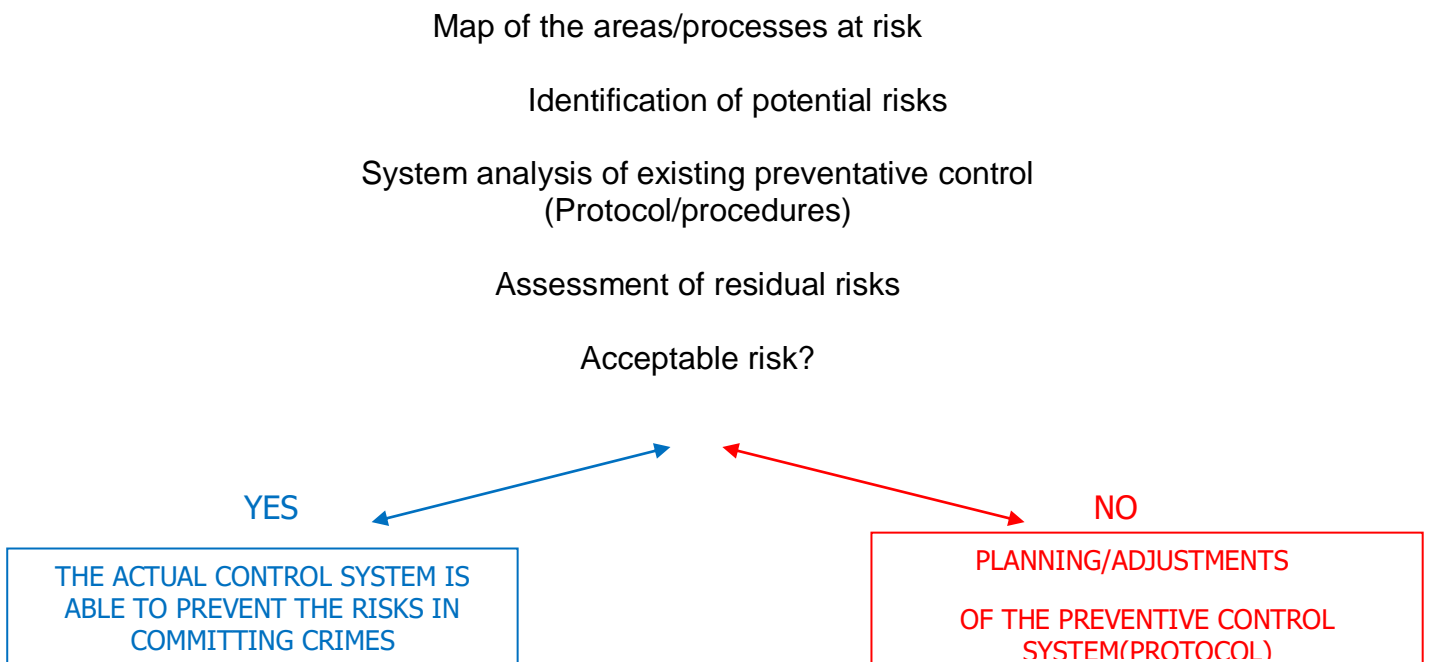 Map of the areas/processes at risk
Identification of potential risks
System analysis of existing preventative control
(Protocol/procedures)
Assessment of residual risks
Acceptable risk?
YES
THE ACTUAL CONTROL SYSTEM IS
ABLE TO PREVENT THE RISKS IN
COMMITTING CRIMES
NO
PLANNING/ADJUSTMENTS
OF THE PREVENTIVE CONTROL
SYSTEM(PROTOCOL)